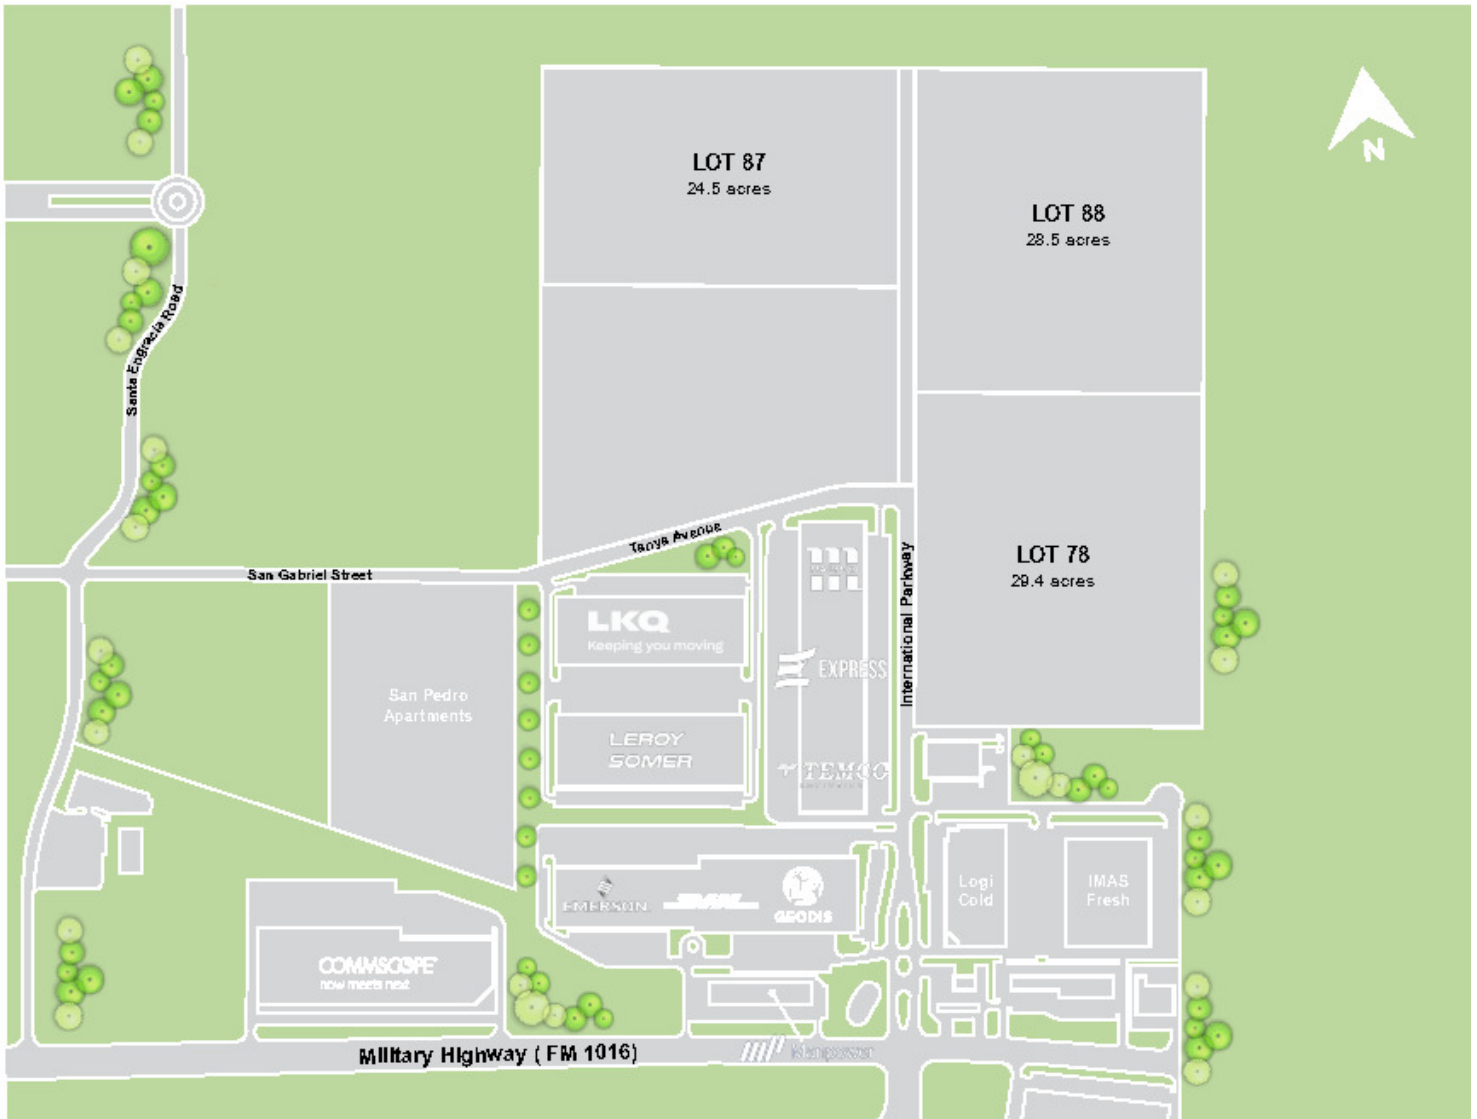 LOT 87
24.5 acres
LOT 88
28.5 acres
N
Santa Engracia Road
Tanya Avenue
LOT 78
29.4 acres
San Gabriel Street
International Parkway
LKQ
Keeping you moving
EXPRESS
San Pedro
Apartments
LEROY
SOMER
TEMCO
Logi
Cold
IMAS
Fresh
EMERSON
GEODIS
COMMSCOPE
now meets next
Military Highway ( FM 1016)
Manpower